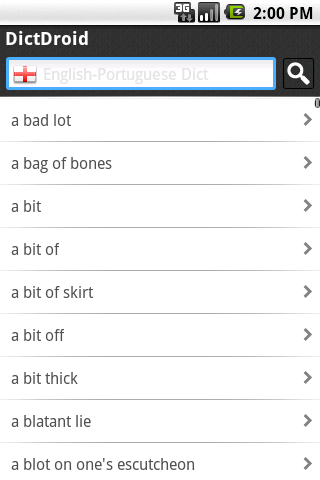 3G 2:00 PM
DictDroid
English-Portuguese Dict
0
a bad lot
a bag of bones
a bit
a bit of
a bit of skirt
a bit off
a bit thick
a blatant lie
a blot on one's escutcheon